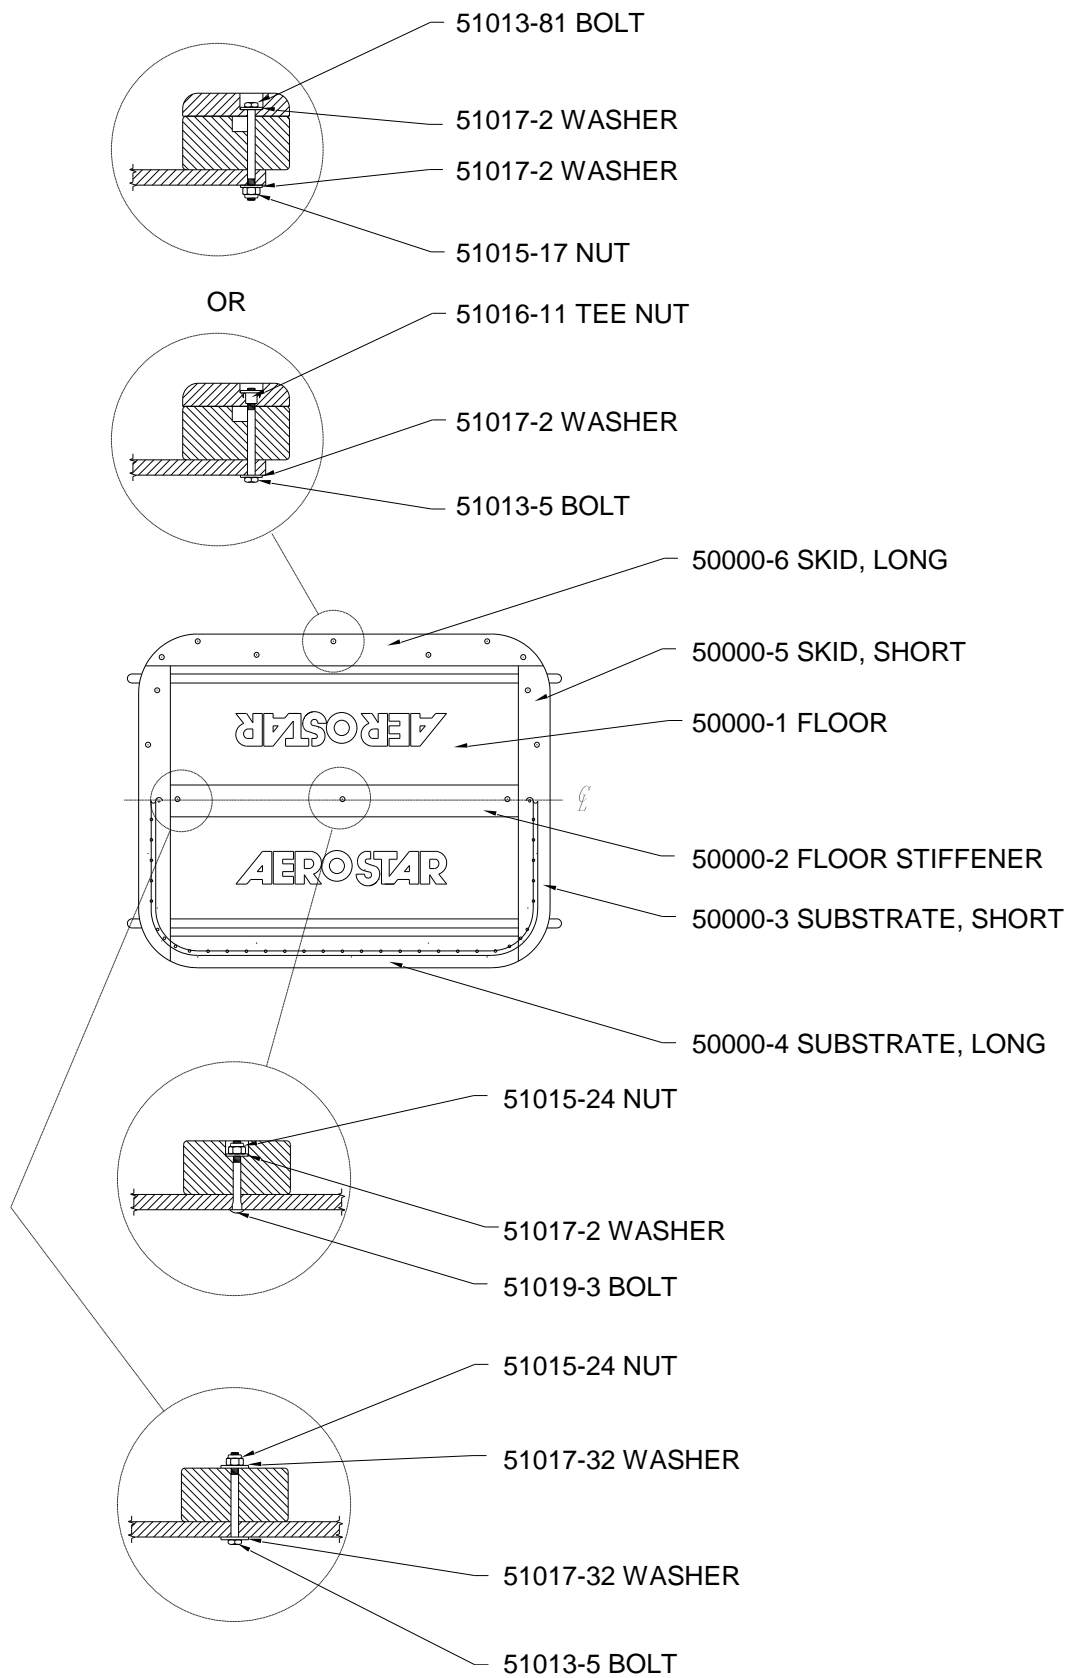 51013-81 BOLT
51017-2 WASHER
51017-2 WASHER
51015-17 NUT
OR
51016-11 TEE NUT
51017-2 WASHER
51013-5 BOLT
50000-6 SKID, LONG
50000-5 SKID, SHORT
50000-1 FLOOR
AEROSTAR
℄
50000-2 FLOOR STIFFENER
AEROSTAR
50000-3 SUBSTRATE, SHORT
50000-4 SUBSTRATE, LONG
51015-24 NUT
51017-2 WASHER
51019-3 BOLT
51015-24 NUT
51017-32 WASHER
51017-32 WASHER
51013-5 BOLT